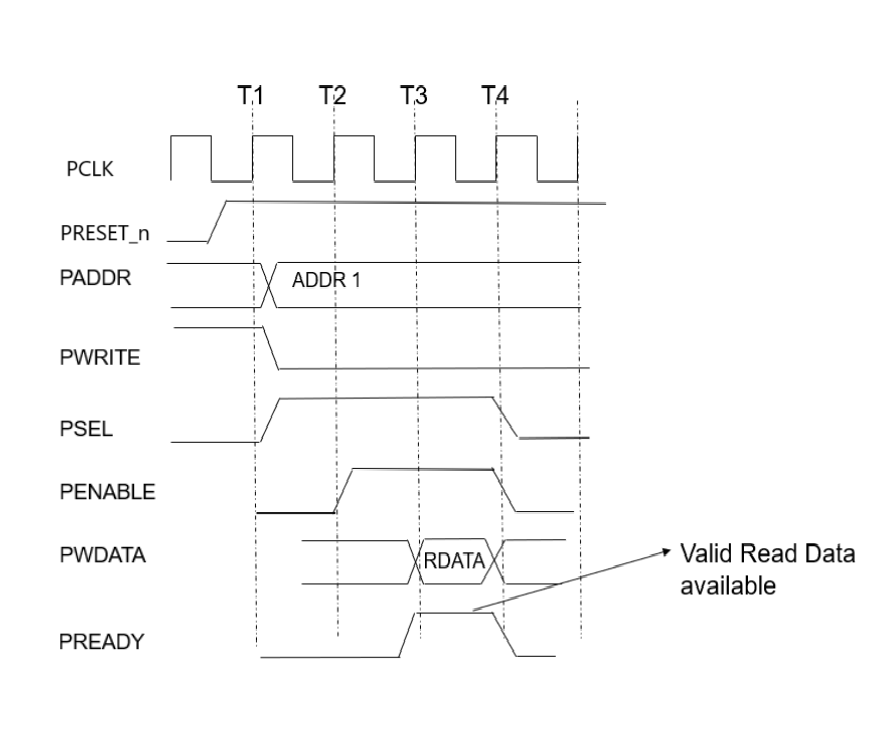 T1 T2 T3 T4
PCLK
PRESET_n
PADDR ADDR 1
PWRITE
PSEL
PENABLE
PWDATA RDATA Valid Read Data
available
PREADY